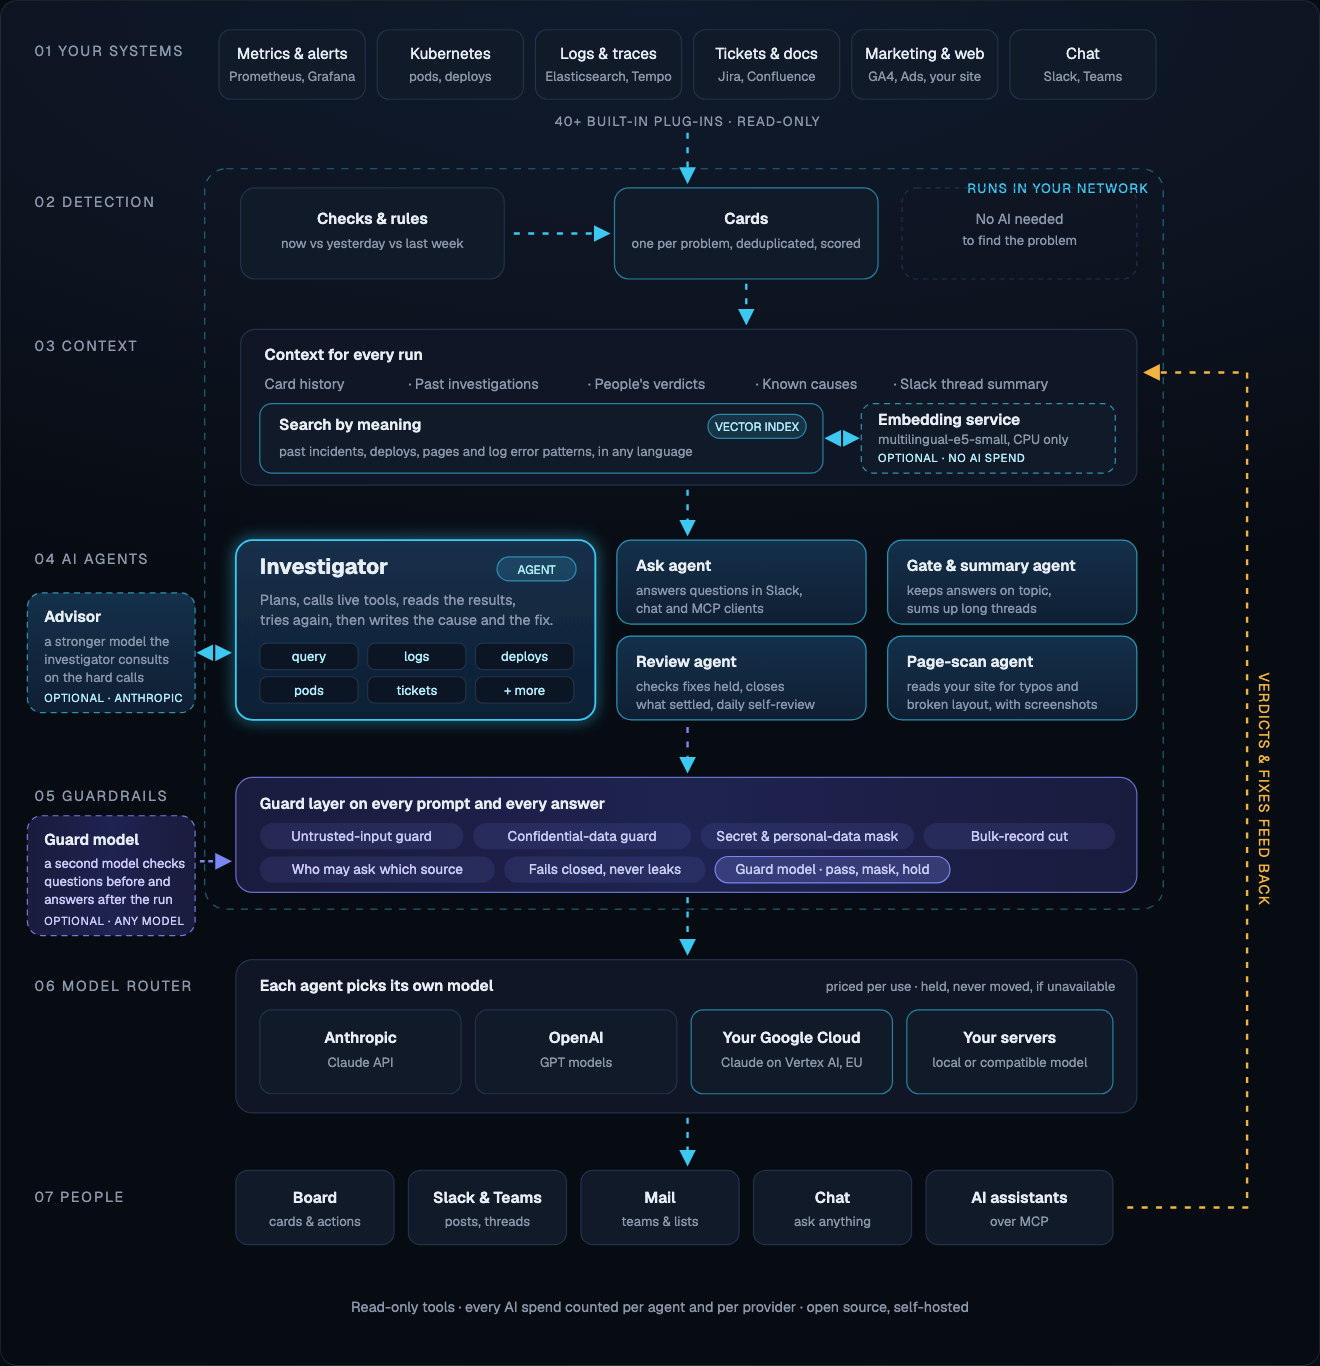 01 YOUR SYSTEMS
Metrics & alerts
Prometheus, Grafana
Kubernetes
pods, deploys
Logs & traces
Elasticsearch, Tempo
Tickets & docs
Jira, Confluence
Marketing & web
GA4, Ads, your site
Chat
Slack, Teams
40+ BUILT-IN PLUG-INS · READ-ONLY
02 DETECTION
RUNS IN YOUR NETWORK
Checks & rules
now vs yesterday vs last week
Cards
one per problem, deduplicated, scored
No AI needed
to find the problem
03 CONTEXT
Context for every run
Card history · Past investigations · People's verdicts · Known causes · Slack thread summary
Search by meaning
VECTOR INDEX
past incidents, deploys, pages and log error patterns, in any language
Embedding service
multilingual-e5-small, CPU only
OPTIONAL · NO AI SPEND
04 AI AGENTS
Advisor
a stronger model the
investigator consults
on the hard calls
OPTIONAL · ANTHROPIC
Investigator
AGENT
Plans, calls live tools, reads the results,
tries again, then writes the cause and the fix.
query
logs
deploys
pods
tickets
+ more
Ask agent
answers questions in Slack,
chat and MCP clients
Gate & summary agent
keeps answers on topic,
sums up long threads
Review agent
checks fixes held, closes
what settled, daily self-review
Page-scan agent
reads your site for typos and
broken layout, with screenshots
VERDICTS & FIXES FEED BACK
05 GUARDRAILS
Guard model
a second model checks
questions before and
answers after the run
OPTIONAL · ANY MODEL
Guard layer on every prompt and every answer
Untrusted-input guard
Confidential-data guard
Secret & personal-data mask
Bulk-record cut
Who may ask which source
Fails closed, never leaks
Guard model · pass, mask, hold
06 MODEL ROUTER
Each agent picks its own model
priced per use · held, never moved, if unavailable
Anthropic
Claude API
OpenAI
GPT models
Your Google Cloud
Claude on Vertex AI, EU
Your servers
local or compatible model
07 PEOPLE
Board
cards & actions
Slack & Teams
posts, threads
Mail
teams & lists
Chat
ask anything
AI assistants
over MCP
Read-only tools · every AI spend counted per agent and per provider · open source, self-hosted